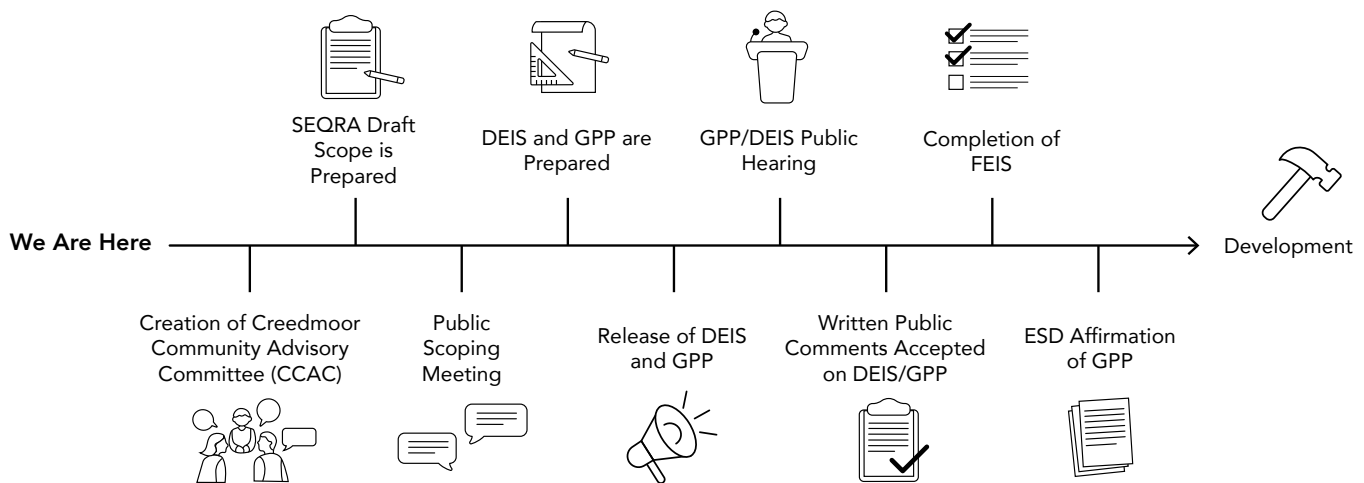 SEQRA Draft
Scope is
Prepared
DEIS and GPP are
Prepared
GPP/DEIS Public
Hearing
Completion of
FEIS
We Are Here
Development
Creation of Creedmoor
Community Advisory
Committee (CCAC)
Public
Scoping
Meeting
Release of DEIS
and GPP
Written Public
Comments Accepted
on DEIS/GPP
ESD Affirmation
of GPP